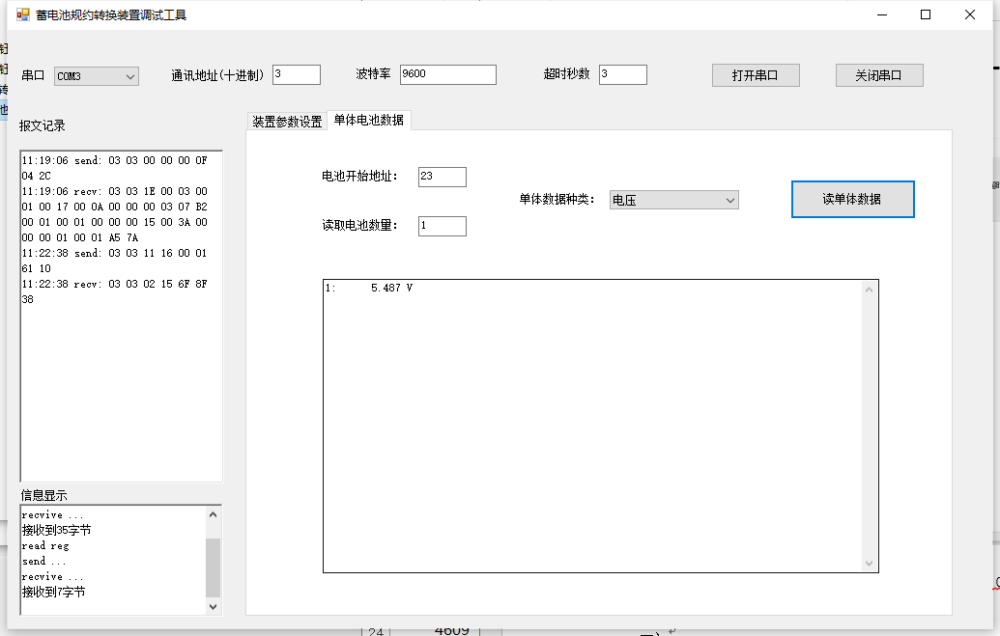 蓄电池规约转换装置调试工具
串口 COM3 通讯地址(十进制) 3 波特率 9600 超时秒数 3 打开串口 关闭串口
报文记录
11:19:06 send: 03 03 00 00 00 0F
04 2C
11:19:06 recv: 03 03 1E 00 03 00
01 00 17 00 0A 00 00 00 03 07 B2
00 01 00 01 00 00 00 15 00 3A 00
00 00 01 00 01 A5 7A
11:22:38 send: 03 03 11 16 00 01
61 10
11:22:38 recv: 03 03 02 15 6F 8F
38
信息显示
recvive ...
接收到35字节
read reg
send ...
recvive ...
接收到7字节
装置参数设置 单体电池数据
电池开始地址: 23
读取电池数量: 1
单体数据种类: 电压
读单体数据
1: 5.487 V
24 4609